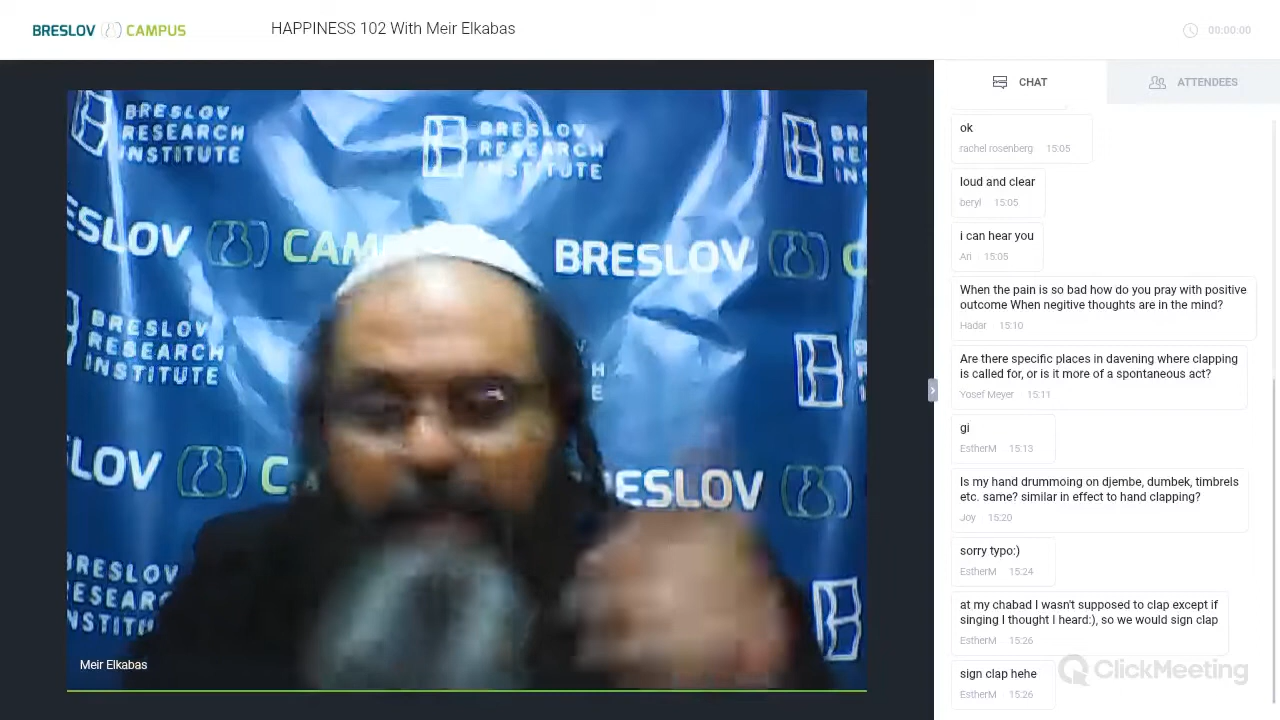 BRESLOV CAMPUS
HAPPINESS 102 With Meir Elkabas
00:00:00
CHAT
ATTENDEES
BRESLOV
RESEARCH
INSTITUTE
BRESLOV
RESEARCH
INSTITUTE
BRESLOV
BRESLOV
BRESLOV
RESEARCH
INSTITUTE
Meir Elkabas
ok
rachel rosenberg 15:05
loud and clear
beryl 15:05
i can hear you
Ari 15:05
When the pain is so bad how do you pray with positive
outcome When negitive thoughts are in the mind?
Hadar 15:10
Are there specific places in davening where clapping
is called for, or is it more of a spontaneous act?
Yosef Meyer 15:11
gi
EstherM 15:13
Is my hand drummoing on djembe, dumbek, timbrels
etc. same? similar in effect to hand clapping?
Joy 15:20
sorry typo:)
EstherM 15:24
at my chabad I wasn't supposed to clap except if
singing I thought I heard:), so we would sign clap
EstherM 15:26
sign clap hehe
EstherM 15:26
ClickMeeting